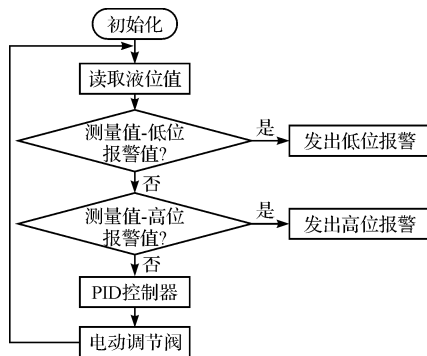 初始化
读取液位值
测量值-低位
报警值?
是
发出低位报警
否
测量值-高位
报警值?
是
发出高位报警
否
PID控制器
电动调节阀